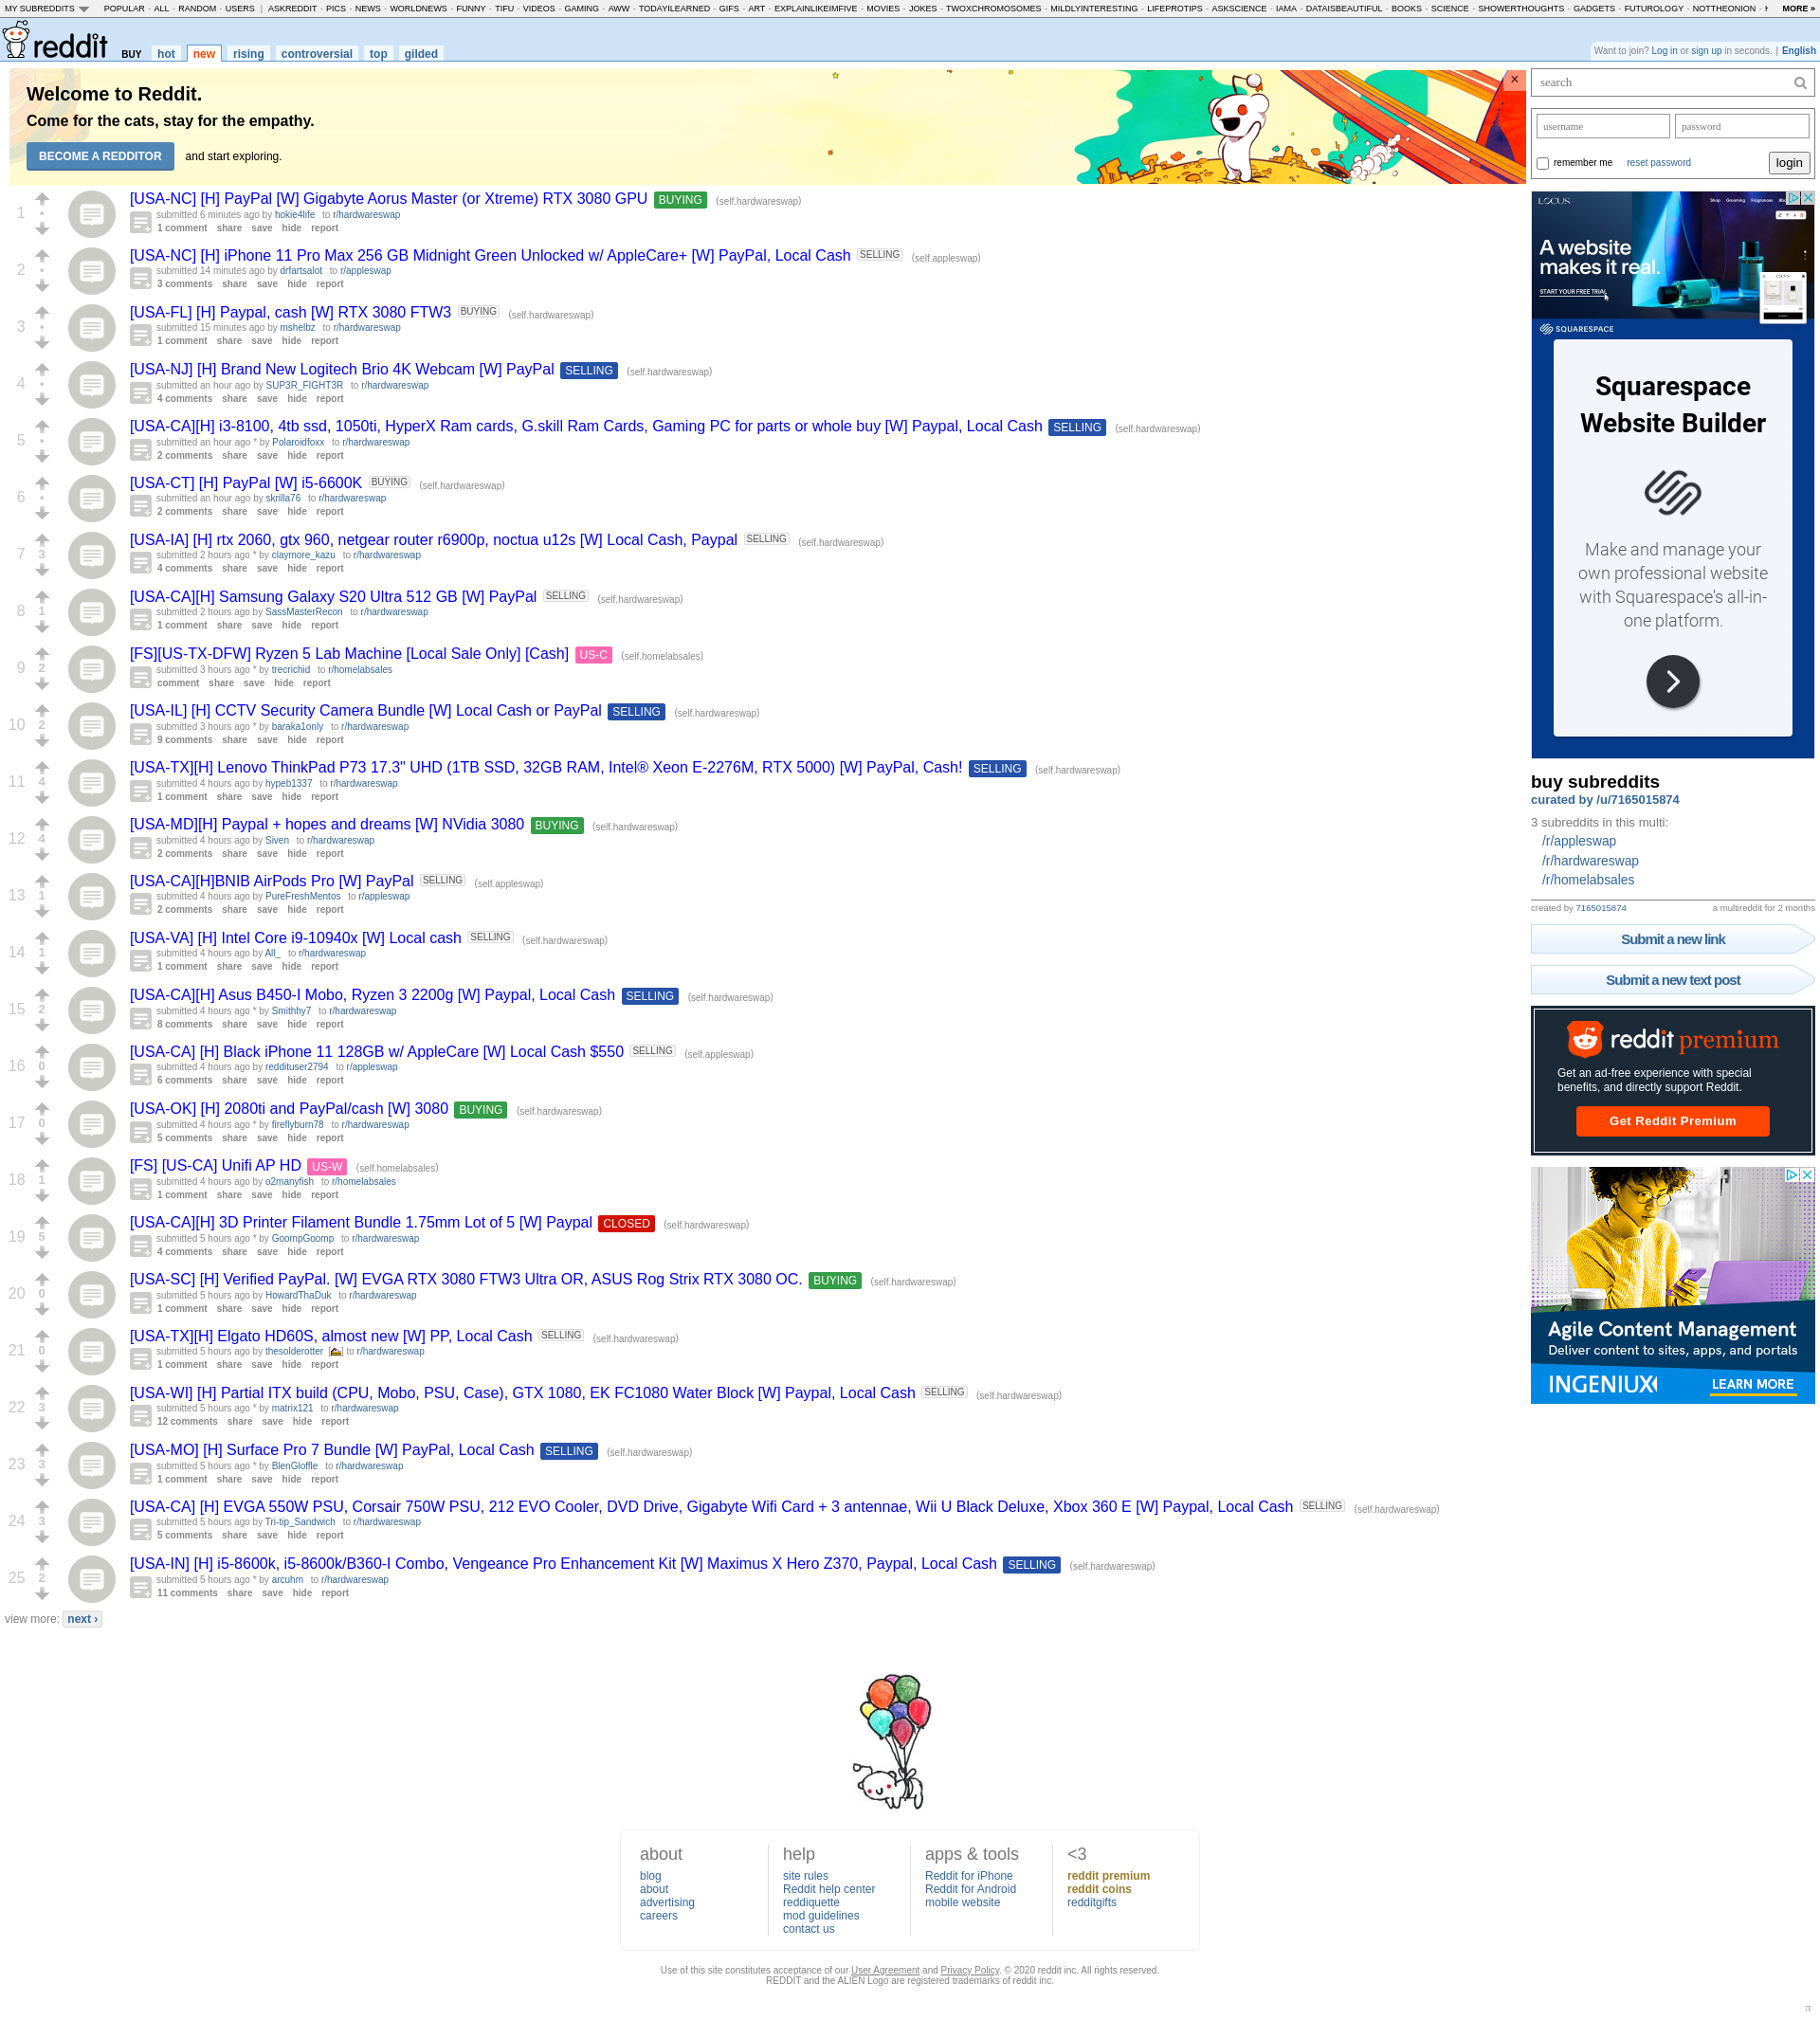 MY SUBREDDITS POPULAR - ALL - RANDOM - USERS | ASKREDDIT - PICS - NEWS - WORLDNEWS - FUNNY - TIFU - VIDEOS - GAMING - AWW - TODAYILEARNED - GIFS - ART - EXPLAINLIKEIMFIVE - MOVIES - JOKES - TWOXCHROMOSOMES - MILDLYINTERESTING - LIFEPROTIPS - ASKSCIENCE - IAMA - DATAISBEAUTIFUL - BOOKS - SCIENCE - SHOWERTHOUGHTS - GADGETS - FUTUROLOGY - NOTTHEONION - MORE »
reddit BUY hot new rising controversial top gilded
Want to join? Log in or sign up in seconds. | English
Welcome to Reddit.
Come for the cats, stay for the empathy.
BECOME A REDDITOR and start exploring.
×
1 [USA-NC] [H] PayPal [W] Gigabyte Aorus Master (or Xtreme) RTX 3080 GPU BUYING (self.hardwareswap)
submitted 6 minutes ago by hokie4life to r/hardwareswap
1 comment share save hide report
2 [USA-NC] [H] iPhone 11 Pro Max 256 GB Midnight Green Unlocked w/ AppleCare+ [W] PayPal, Local Cash SELLING (self.appleswap)
submitted 14 minutes ago by drfartsalot to r/appleswap
3 comments share save hide report
3 [USA-FL] [H] Paypal, cash [W] RTX 3080 FTW3 BUYING (self.hardwareswap)
submitted 15 minutes ago by mshelbz to r/hardwareswap
1 comment share save hide report
4 [USA-NJ] [H] Brand New Logitech Brio 4K Webcam [W] PayPal SELLING (self.hardwareswap)
submitted an hour ago by SUP3R_FIGHT3R to r/hardwareswap
4 comments share save hide report
5 [USA-CA][H] i3-8100, 4tb ssd, 1050ti, HyperX Ram cards, G.skill Ram Cards, Gaming PC for parts or whole buy [W] Paypal, Local Cash SELLING (self.hardwareswap)
submitted an hour ago * by Polaroidfoxx to r/hardwareswap
2 comments share save hide report
6 [USA-CT] [H] PayPal [W] i5-6600K BUYING (self.hardwareswap)
submitted an hour ago by skrilla76 to r/hardwareswap
2 comments share save hide report
7 3 [USA-IA] [H] rtx 2060, gtx 960, netgear router r6900p, noctua u12s [W] Local Cash, Paypal SELLING (self.hardwareswap)
submitted 2 hours ago * by claymore_kazu to r/hardwareswap
4 comments share save hide report
8 1 [USA-CA][H] Samsung Galaxy S20 Ultra 512 GB [W] PayPal SELLING (self.hardwareswap)
submitted 2 hours ago by SassMasterRecon to r/hardwareswap
1 comment share save hide report
9 2 [FS][US-TX-DFW] Ryzen 5 Lab Machine [Local Sale Only] [Cash] US-C (self.homelabsales)
submitted 3 hours ago * by trecrichid to r/homelabsales
comment share save hide report
10 2 [USA-IL] [H] CCTV Security Camera Bundle [W] Local Cash or PayPal SELLING (self.hardwareswap)
submitted 3 hours ago * by baraka1only to r/hardwareswap
9 comments share save hide report
11 4 [USA-TX][H] Lenovo ThinkPad P73 17.3" UHD (1TB SSD, 32GB RAM, Intel® Xeon E-2276M, RTX 5000) [W] PayPal, Cash! SELLING (self.hardwareswap)
submitted 4 hours ago by hypeb1337 to r/hardwareswap
1 comment share save hide report
12 4 [USA-MD][H] Paypal + hopes and dreams [W] NVidia 3080 BUYING (self.hardwareswap)
submitted 4 hours ago by Siven to r/hardwareswap
2 comments share save hide report
13 1 [USA-CA][H]BNIB AirPods Pro [W] PayPal SELLING (self.appleswap)
submitted 4 hours ago by PureFreshMentos to r/appleswap
2 comments share save hide report
14 1 [USA-VA] [H] Intel Core i9-10940x [W] Local cash SELLING (self.hardwareswap)
submitted 4 hours ago by All_ to r/hardwareswap
1 comment share save hide report
15 2 [USA-CA][H] Asus B450-I Mobo, Ryzen 3 2200g [W] Paypal, Local Cash SELLING (self.hardwareswap)
submitted 4 hours ago * by Smithhy7 to r/hardwareswap
8 comments share save hide report
16 0 [USA-CA] [H] Black iPhone 11 128GB w/ AppleCare [W] Local Cash $550 SELLING (self.appleswap)
submitted 4 hours ago by reddituser2794 to r/appleswap
6 comments share save hide report
17 0 [USA-OK] [H] 2080ti and PayPal/cash [W] 3080 BUYING (self.hardwareswap)
submitted 4 hours ago * by fireflyburn78 to r/hardwareswap
5 comments share save hide report
18 1 [FS] [US-CA] Unifi AP HD US-W (self.homelabsales)
submitted 4 hours ago by o2manyfish to r/homelabsales
1 comment share save hide report
19 5 [USA-CA][H] 3D Printer Filament Bundle 1.75mm Lot of 5 [W] Paypal CLOSED (self.hardwareswap)
submitted 5 hours ago * by GoompGoomp to r/hardwareswap
4 comments share save hide report
20 0 [USA-SC] [H] Verified PayPal. [W] EVGA RTX 3080 FTW3 Ultra OR, ASUS Rog Strix RTX 3080 OC. BUYING (self.hardwareswap)
submitted 5 hours ago by HowardThaDuk to r/hardwareswap
1 comment share save hide report
21 0 [USA-TX][H] Elgato HD60S, almost new [W] PP, Local Cash SELLING (self.hardwareswap)
submitted 5 hours ago by thesolderotter [] to r/hardwareswap
1 comment share save hide report
22 3 [USA-WI] [H] Partial ITX build (CPU, Mobo, PSU, Case), GTX 1080, EK FC1080 Water Block [W] Paypal, Local Cash SELLING (self.hardwareswap)
submitted 5 hours ago * by matrix121 to r/hardwareswap
12 comments share save hide report
23 3 [USA-MO] [H] Surface Pro 7 Bundle [W] PayPal, Local Cash SELLING (self.hardwareswap)
submitted 5 hours ago * by BlenGloffle to r/hardwareswap
1 comment share save hide report
24 3 [USA-CA] [H] EVGA 550W PSU, Corsair 750W PSU, 212 EVO Cooler, DVD Drive, Gigabyte Wifi Card + 3 antennae, Wii U Black Deluxe, Xbox 360 E [W] Paypal, Local Cash SELLING (self.hardwareswap)
submitted 5 hours ago by Tri-tip_Sandwich to r/hardwareswap
5 comments share save hide report
25 2 [USA-IN] [H] i5-8600k, i5-8600k/B360-I Combo, Vengeance Pro Enhancement Kit [W] Maximus X Hero Z370, Paypal, Local Cash SELLING (self.hardwareswap)
submitted 5 hours ago * by arcuhm to r/hardwareswap
11 comments share save hide report
view more: next ›
search
username password
remember me reset password login
LOCUS
A website
makes it real.
START YOUR FREE TRIAL
SQUARESPACE
Squarespace
Website Builder
Make and manage your
own professional website
with Squarespace's all-in-
one platform.
buy subreddits
curated by /u/7165015874
3 subreddits in this multi:
/r/appleswap
/r/hardwareswap
/r/homelabsales
created by 7165015874 a multireddit for 2 months
Submit a new link
Submit a new text post
reddit premium
Get an ad-free experience with special
benefits, and directly support Reddit.
Get Reddit Premium
Agile Content Management
Deliver content to sites, apps, and portals
INGENIUX LEARN MORE
about
blog
about
advertising
careers
help
site rules
Reddit help center
reddiquette
mod guidelines
contact us
apps & tools
Reddit for iPhone
Reddit for Android
mobile website
<3
reddit premium
reddit coins
redditgifts
Use of this site constitutes acceptance of our User Agreement and Privacy Policy. © 2020 reddit inc. All rights reserved.
REDDIT and the ALIEN Logo are registered trademarks of reddit inc.
π